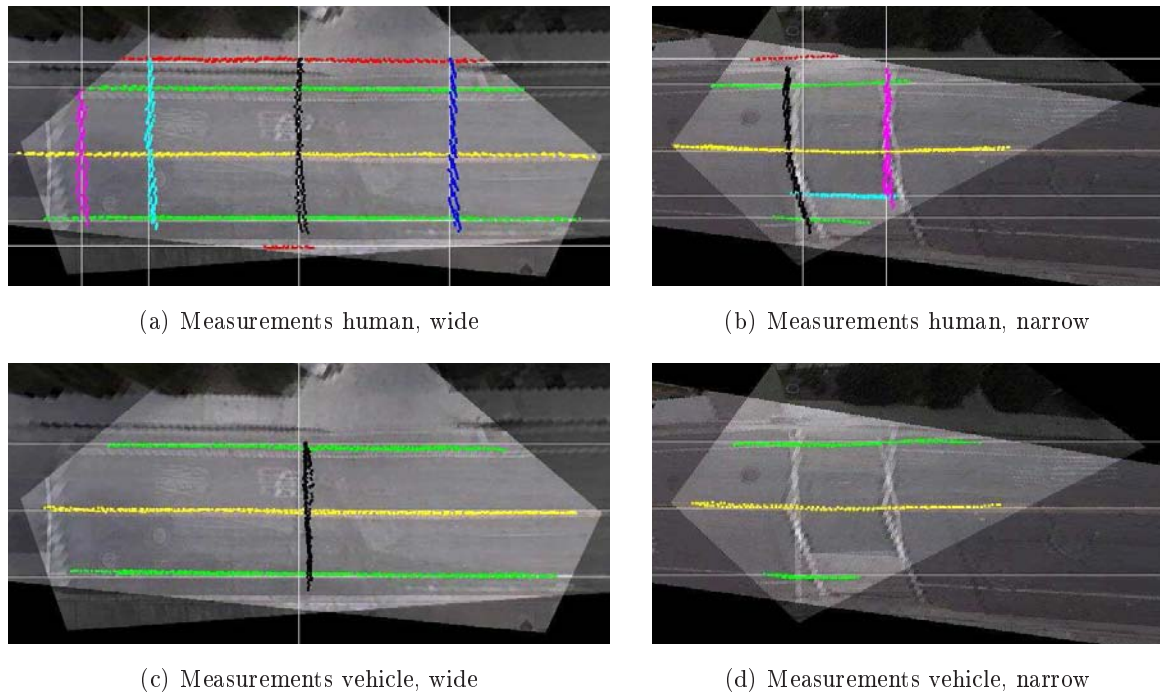 (a) Measurements human, wide
(b) Measurements human, narrow
(c) Measurements vehicle, wide
(d) Measurements vehicle, narrow